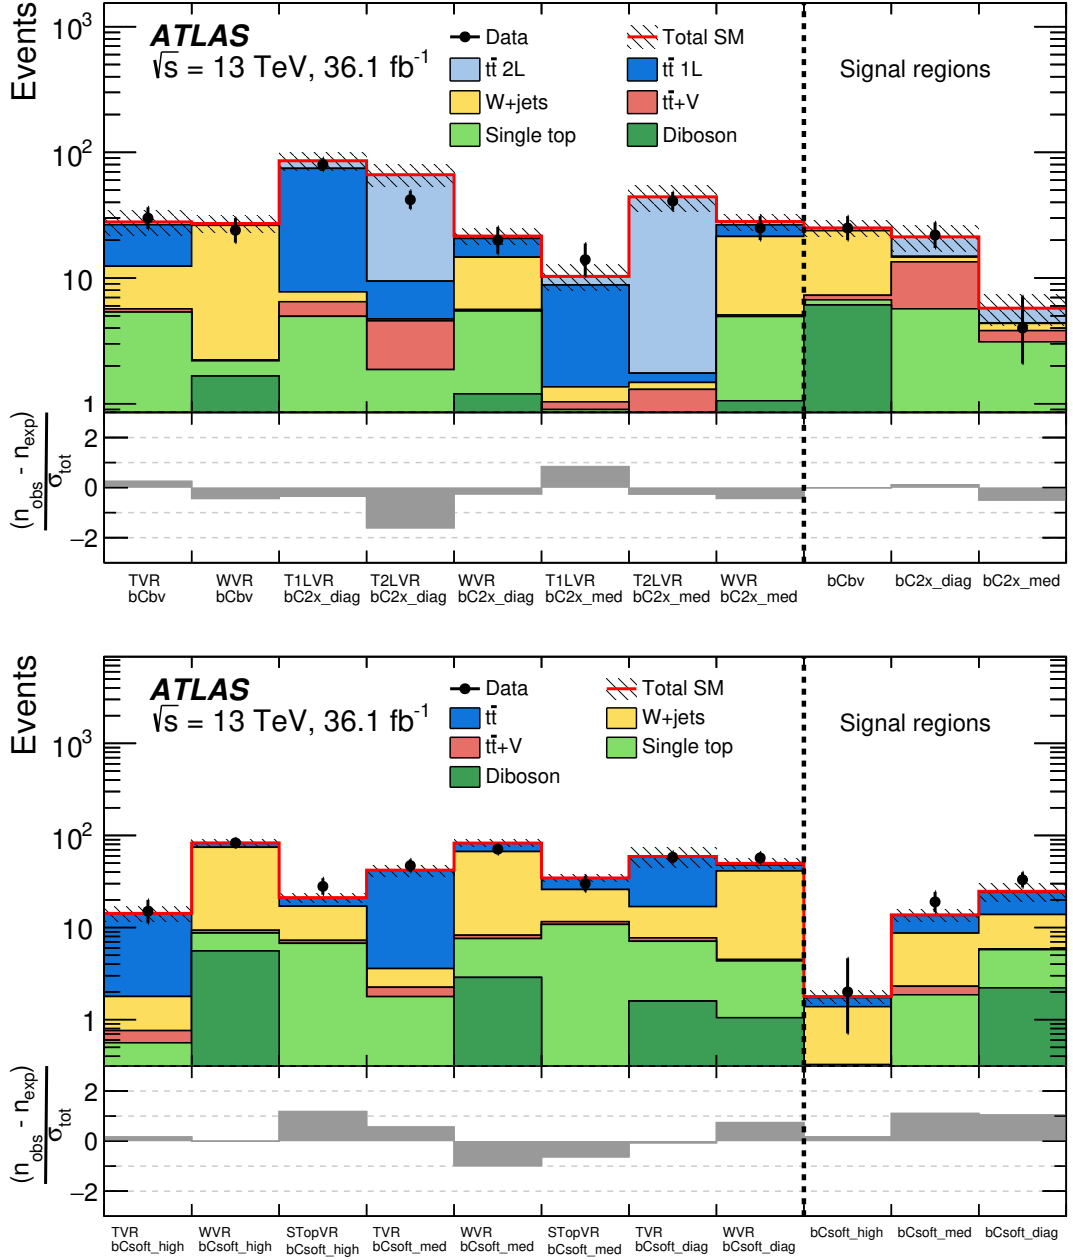 Events
10³
10²
10
1
ATLAS
√s = 13 TeV, 36.1 fb⁻¹
Data
Total SM
tt̄ 2L
tt̄ 1L
W+jets
tt̄+V
Single top
Diboson
Signal regions
(n_obs - n_exp)
σ_tot
2
0
−2
TVR WVR T1LVR T2LVR WVR T1LVR T2LVR WVR bCbv bC2x_diag bC2x_med
bCbv bCbv bC2x_diag bC2x_diag bC2x_diag bC2x_med bC2x_med bC2x_med
Events
10³
10²
10
1
ATLAS
√s = 13 TeV, 36.1 fb⁻¹
Data
Total SM
tt̄
W+jets
tt̄+V
Single top
Diboson
Signal regions
(n_obs - n_exp)
σ_tot
2
0
−2
TVR WVR STopVR TVR WVR STopVR TVR WVR bCsoft_high bCsoft_med bCsoft_diag
bCsoft_high bCsoft_high bCsoft_high bCsoft_med bCsoft_med bCsoft_med bCsoft_diag bCsoft_diag